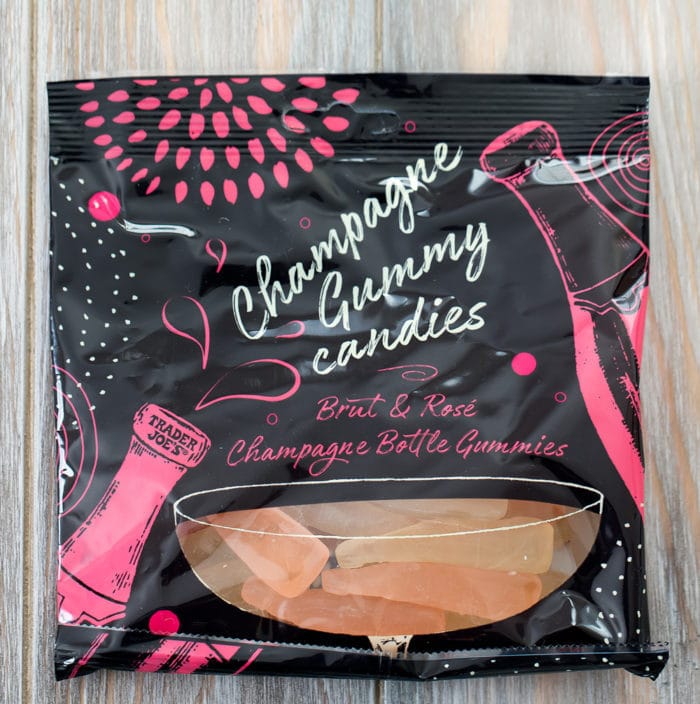 Champagne
Gummy
candies
Brut & Rosé
Champagne Bottle Gummies
TRADER
JOE'S®